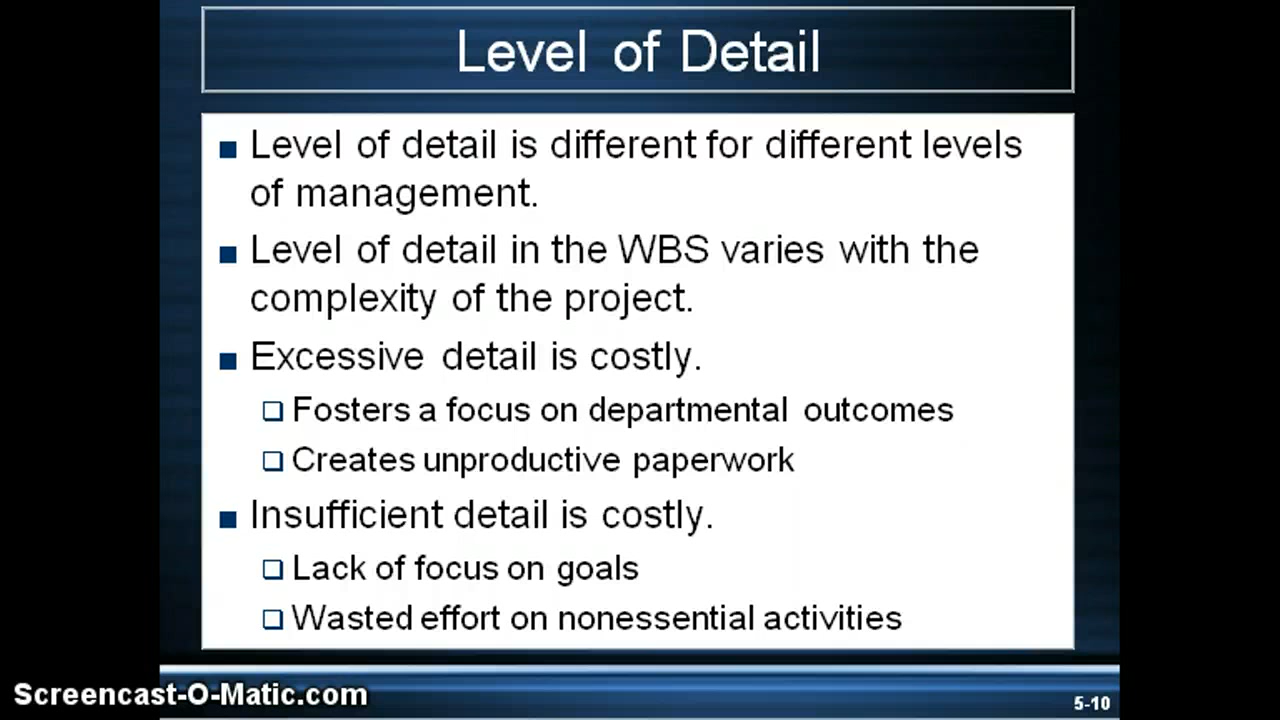 Level of Detail
Level of detail is different for different levels
of management.
Level of detail in the WBS varies with the
complexity of the project.
Excessive detail is costly.
Fosters a focus on departmental outcomes
Creates unproductive paperwork
Insufficient detail is costly.
Lack of focus on goals
Wasted effort on nonessential activities
Screencast-O-Matic.com
5-10